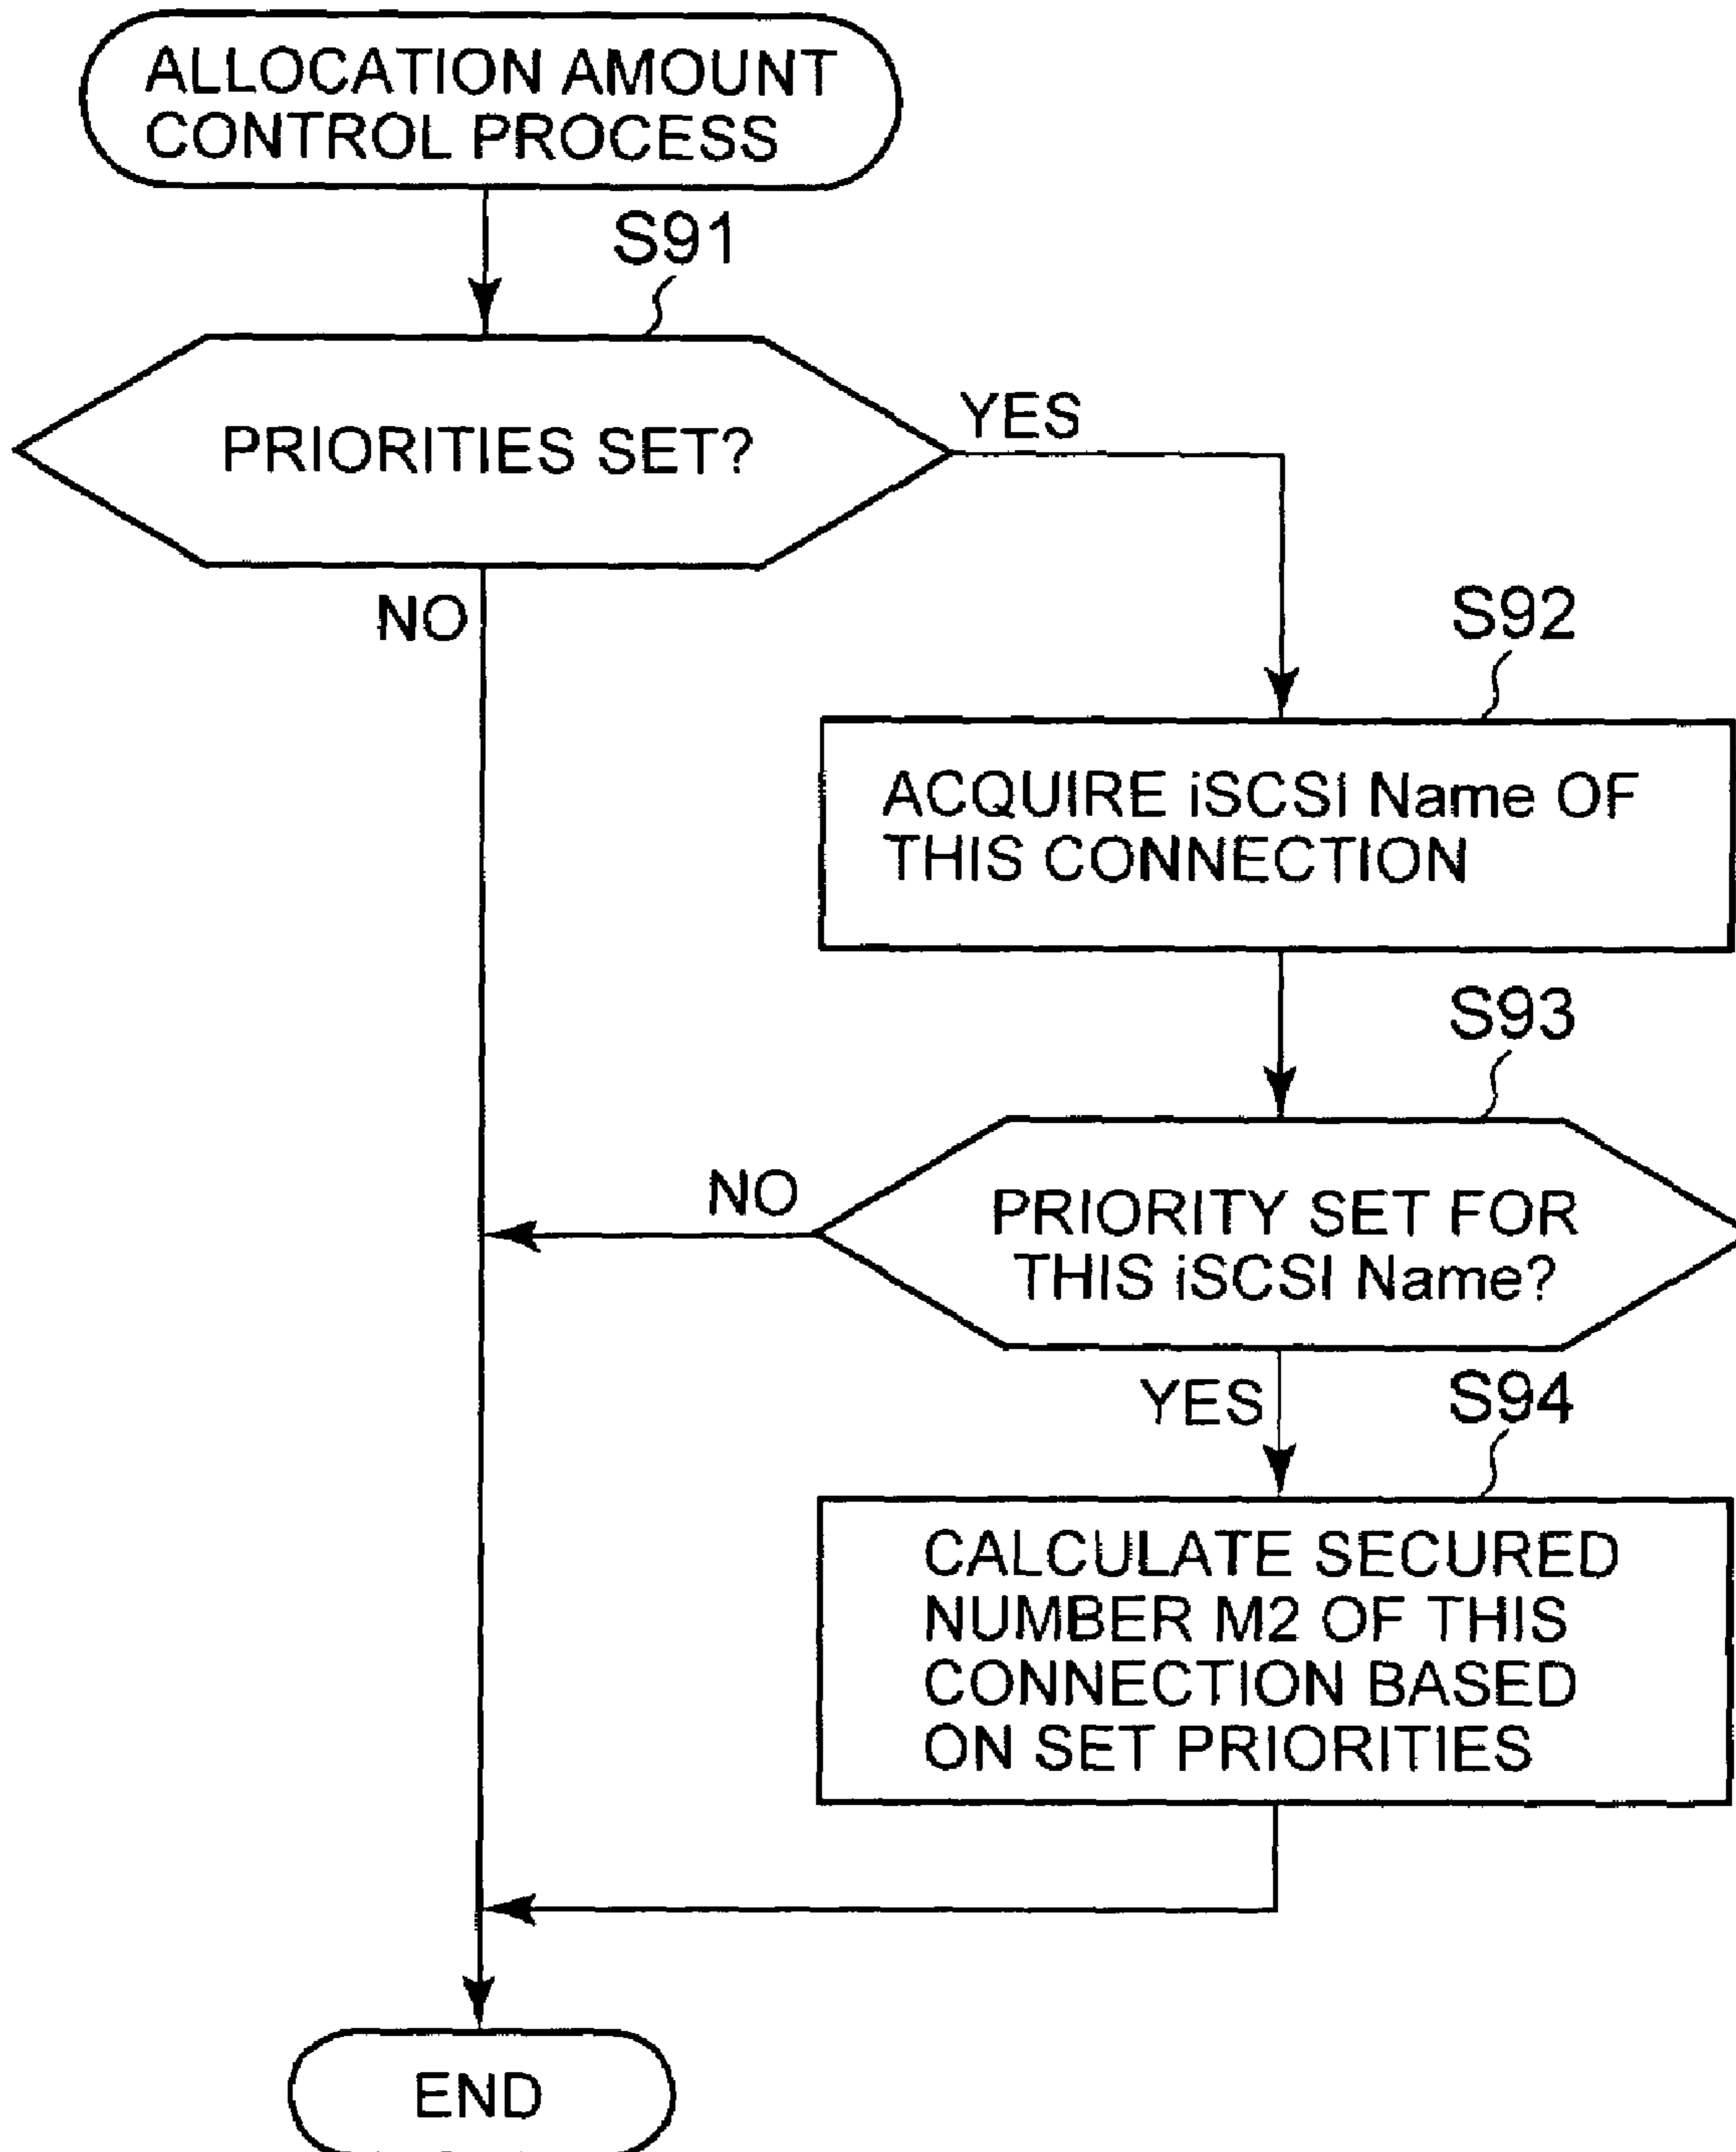 ALLOCATION AMOUNT
CONTROL PROCESS
S91
PRIORITIES SET?
YES
NO
S92
ACQUIRE iSCSI Name OF
THIS CONNECTION
S93
NO
PRIORITY SET FOR
THIS iSCSI Name?
YES
S94
CALCULATE SECURED
NUMBER M2 OF THIS
CONNECTION BASED
ON SET PRIORITIES
END